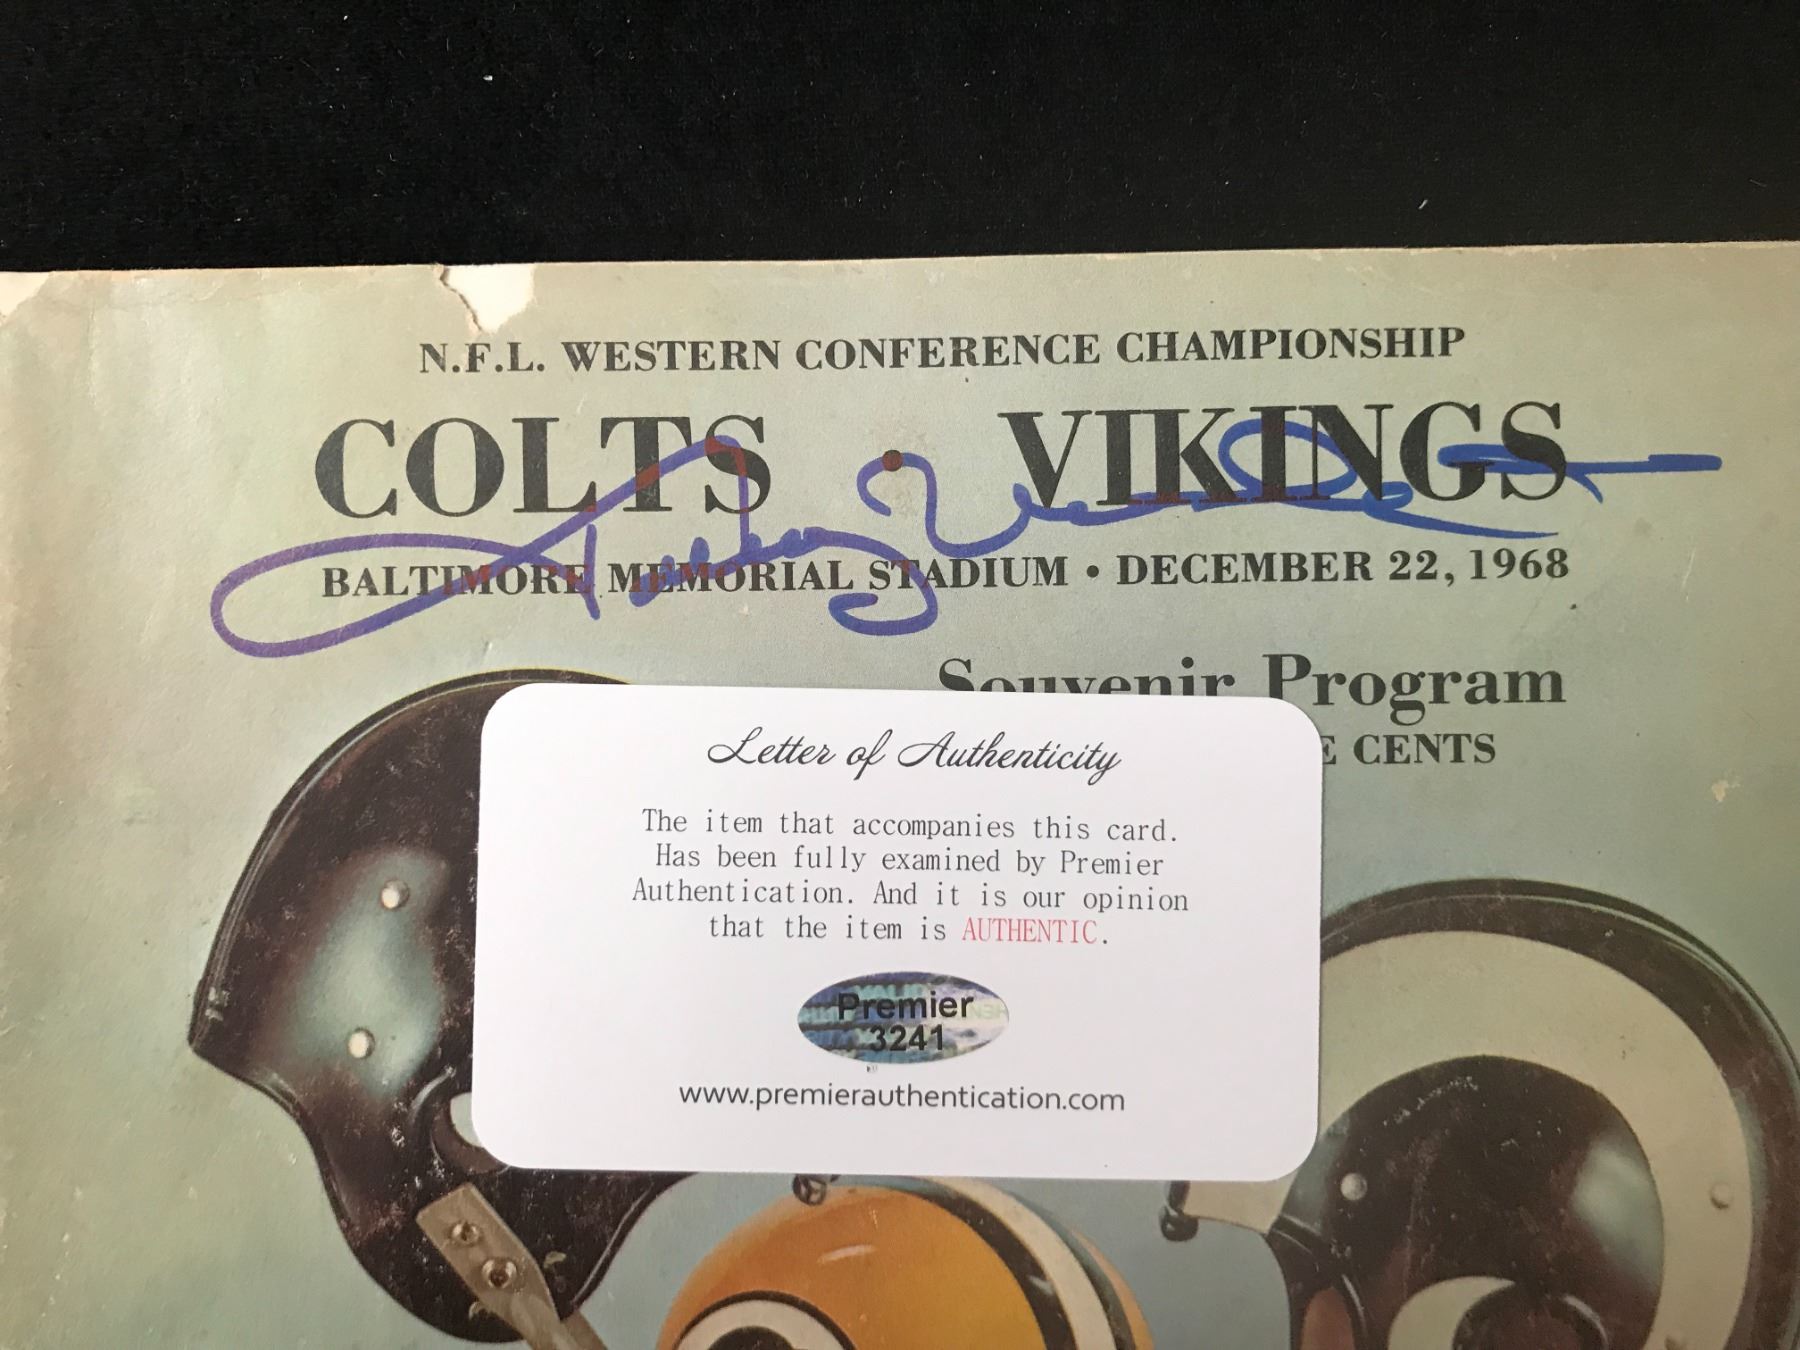 N.F.L. WESTERN CONFERENCE CHAMPIONSHIP
COLTS • VIKINGS
BALTIMORE MEMORIAL STADIUM • DECEMBER 22, 1968
Souvenir Program
CENTS
Letter of Authenticity
The item that accompanies this card.
Has been fully examined by Premier
Authentication. And it is our opinion
that the item is AUTHENTIC.
Premier
3241
www.premierauthentication.com